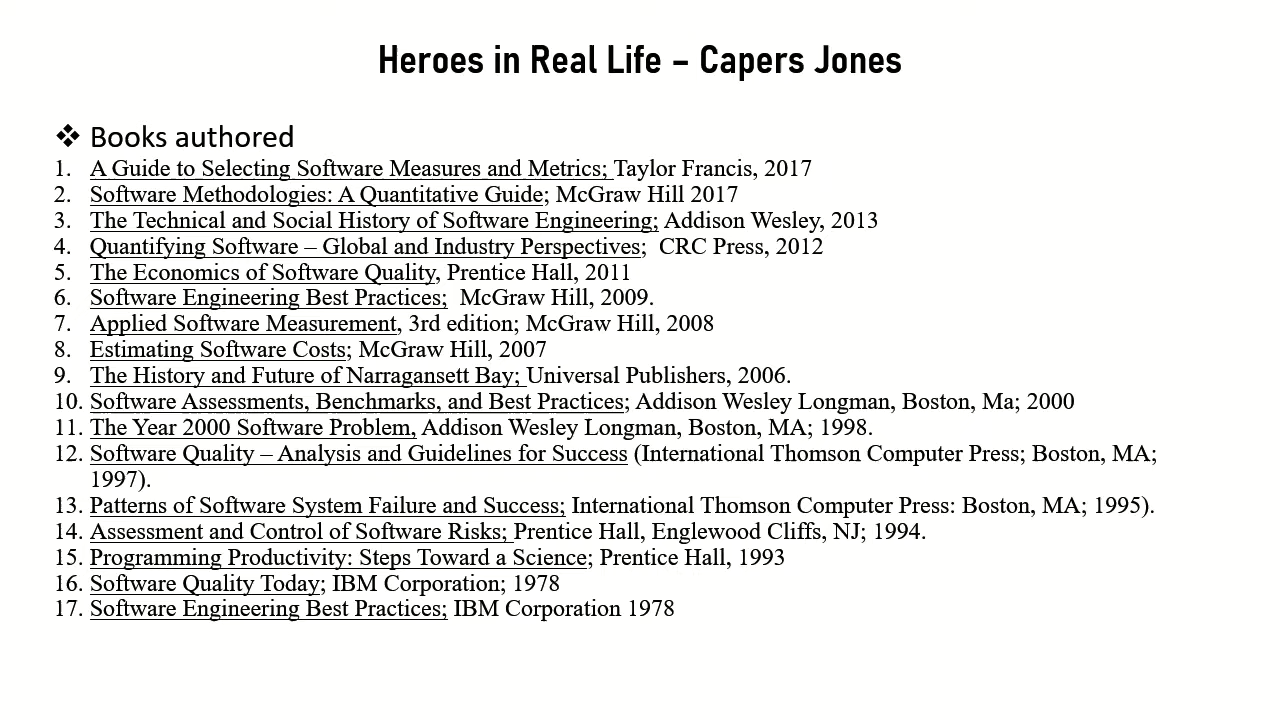 Heroes in Real Life – Capers Jones
❖ Books authored
1. A Guide to Selecting Software Measures and Metrics; Taylor Francis, 2017
2. Software Methodologies: A Quantitative Guide; McGraw Hill 2017
3. The Technical and Social History of Software Engineering; Addison Wesley, 2013
4. Quantifying Software – Global and Industry Perspectives;  CRC Press, 2012
5. The Economics of Software Quality, Prentice Hall, 2011
6. Software Engineering Best Practices;  McGraw Hill, 2009.
7. Applied Software Measurement, 3rd edition; McGraw Hill, 2008
8. Estimating Software Costs; McGraw Hill, 2007
9. The History and Future of Narragansett Bay; Universal Publishers, 2006.
10. Software Assessments, Benchmarks, and Best Practices; Addison Wesley Longman, Boston, Ma; 2000
11. The Year 2000 Software Problem, Addison Wesley Longman, Boston, MA; 1998.
12. Software Quality – Analysis and Guidelines for Success (International Thomson Computer Press; Boston, MA;
1997).
13. Patterns of Software System Failure and Success; International Thomson Computer Press: Boston, MA; 1995).
14. Assessment and Control of Software Risks; Prentice Hall, Englewood Cliffs, NJ; 1994.
15. Programming Productivity: Steps Toward a Science; Prentice Hall, 1993
16. Software Quality Today; IBM Corporation; 1978
17. Software Engineering Best Practices; IBM Corporation 1978